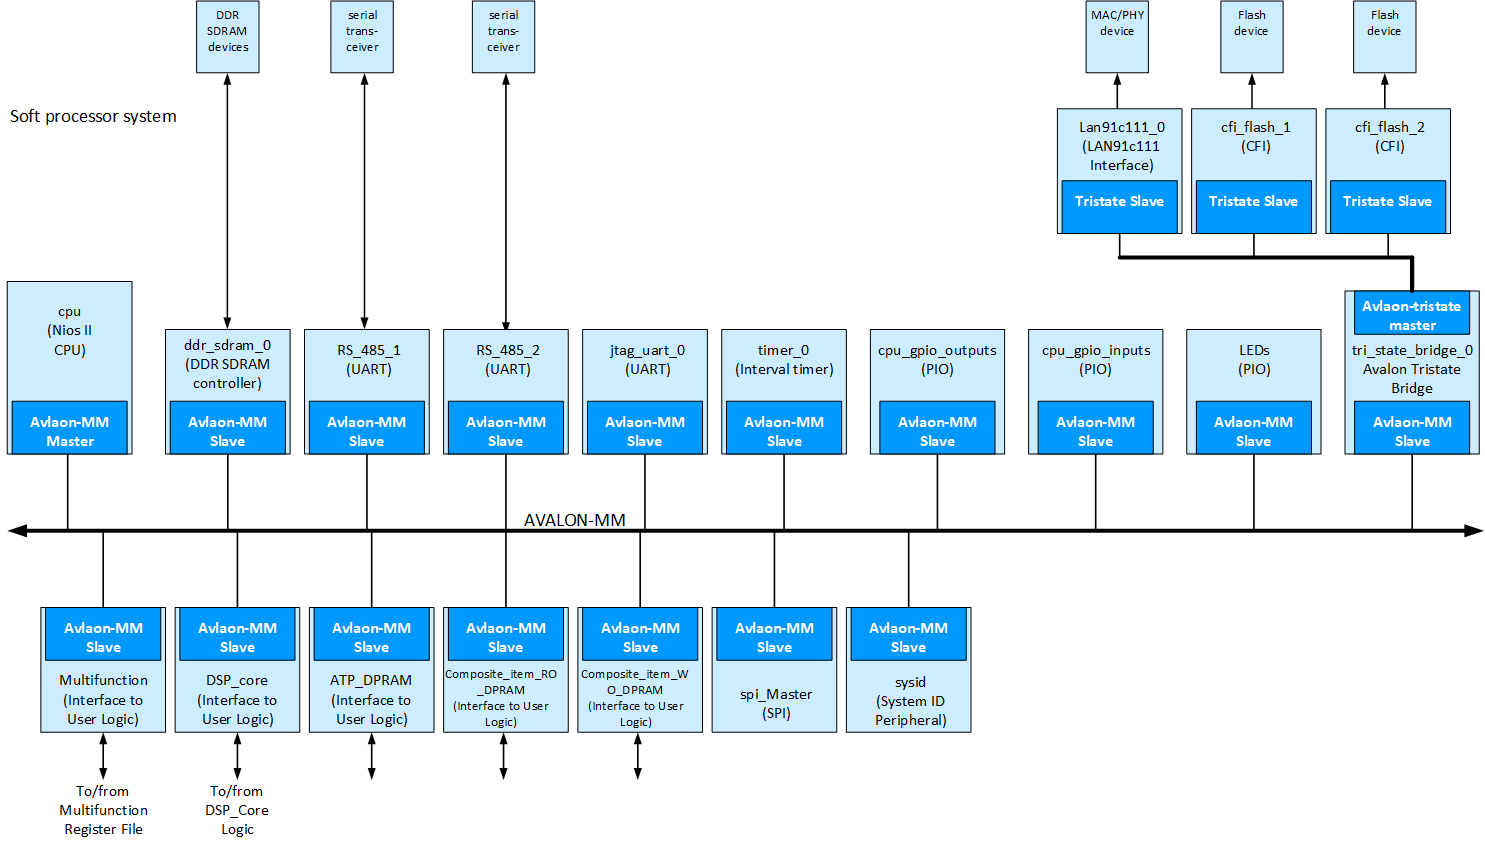 DDR
SDRAM
devices
serial
trans-
ceiver
serial
trans-
ceiver
MAC/PHY
device
Flash
device
Flash
device
Soft processor system
Lan91c111_0
(LAN91c111
Interface)
Tristate Slave
cfi_flash_1
(CFI)
Tristate Slave
cfi_flash_2
(CFI)
Tristate Slave
cpu
(Nios II
CPU)
Avlaon-MM
Master
ddr_sdram_0
(DDR SDRAM
controller)
Avlaon-MM
Slave
RS_485_1
(UART)
Avlaon-MM
Slave
RS_485_2
(UART)
Avlaon-MM
Slave
jtag_uart_0
(UART)
Avlaon-MM
Slave
timer_0
(Interval timer)
Avlaon-MM
Slave
cpu_gpio_outputs
(PIO)
Avlaon-MM
Slave
cpu_gpio_inputs
(PIO)
Avlaon-MM
Slave
LEDs
(PIO)
Avlaon-MM
Slave
Avlaon-tristate
master
tri_state_bridge_0
Avalon Tristate
Bridge
Avlaon-MM
Slave
AVALON-MM
Avlaon-MM
Slave
Multifunction
(Interface to
User Logic)
To/from
Multifunction
Register File
Avlaon-MM
Slave
DSP_core
(Interface to
User Logic)
To/from
DSP_Core
Logic
Avlaon-MM
Slave
ATP_DPRAM
(Interface to
User Logic)
Avlaon-MM
Slave
Composite_item_RO
_DPRAM
(Interface to User
Logic)
Avlaon-MM
Slave
Composite_item_W
O_DPRAM
(Interface to User
Logic)
Avlaon-MM
Slave
spi_Master
(SPI)
Avlaon-MM
Slave
sysid
(System ID
Peripheral)